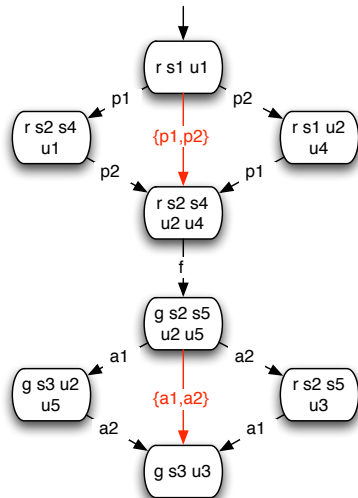 r s1 u1
p1
p2
r s2 s4
u1
{p1,p2}
r s1 u2
u4
p2
p1
r s2 s4
u2 u4
f
g s2 s5
u2 u5
a1
a2
g s3 u2
u5
{a1,a2}
r s2 s5
u3
a2
a1
g s3 u3